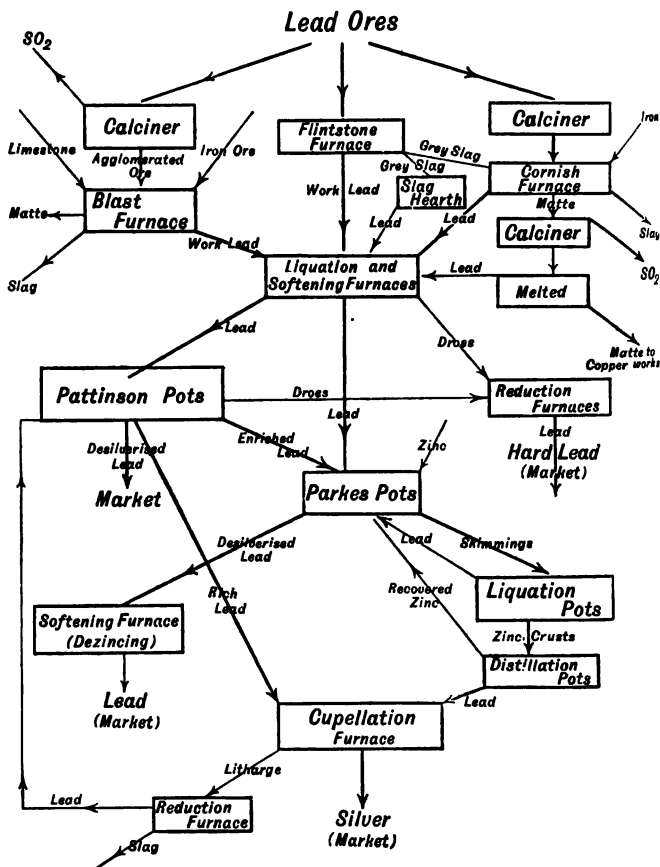 Lead Ores
SO2
Calciner
Flintstone
Furnace
Calciner
Iron
Limestone
Agglomerated
Ore
Iron Ore
Grey Slag
Grey Slag
Blast
Furnace
Work Lead
Slag
Hearth
Cornish
Furnace
Matte
Matte
Lead
Lead
Calciner
Slag
Slag
Work Lead
Liquation and
Softening Furnaces
Lead
Melted
SO2
Lead
Dross
Matte to
Copper works
Pattinson Pots
Dross
Reduction
Furnaces
Lead
Desilverised
Lead
Enriched
Lead
Zinc
Lead
Hard Lead
(Market)
Market
Parkes Pots
Desilverised
Lead
Lead
Skimmings
Rich
Lead
Recovered
Zinc
Liquation
Pots
Softening Furnace
(Dezincing)
Zinc Crusts
Distillation
Pots
Lead
(Market)
Lead
Cupellation
Furnace
Litharge
Lead
Reduction
Furnace
Silver
(Market)
Slag